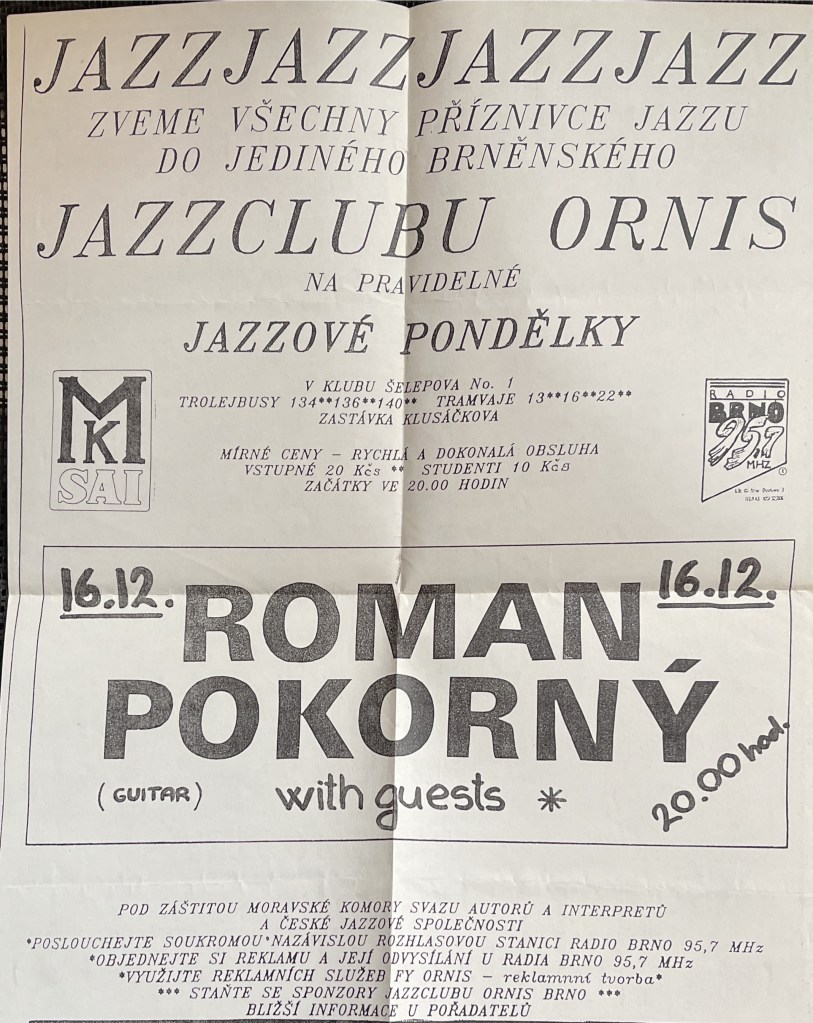 JAZZJAZZJAZZJAZZ
ZVEME VŠECHNY PŘÍZNIVCE JAZZU
DO JEDINÉHO BRNĚNSKÉHO
JAZZCLUBU ORNIS
NA PRAVIDELNÉ
JAZZOVÉ PONDĚLKY
V KLUBU ŠELEPOVA No. 1
TROLEJBUSY 134**136**140** TRAMVAJE 13**16**22**
ZASTÁVKA KLUSÁČKOVA
MÍRNÉ CENY – RYCHLÁ A DOKONALÁ OBSLUHA
VSTUPNÉ 20 Kčs ** STUDENTI 10 Kčs
ZAČÁTKY VE 20.00 HODIN
MK
SAI
RADIO
BRNO
95,7
MHZ
16.12. ROMAN 16.12.
POKORNÝ
(GUITAR) with guests * 20.00 hod.
POD ZÁŠTITOU MORAVSKÉ KOMORY SVAZU AUTORŮ A INTERPRETŮ
A ČESKÉ JAZZOVÉ SPOLEČNOSTI
*POSLOUCHEJTE SOUKROMOU*NAZÁVISLOU ROZHLASOVOU STANICI RADIO BRNO 95,7 MHz
*OBJEDNEJTE SI REKLAMU A JEJÍ ODVYSÍLÁNÍ U RADIA BRNO 95,7 MHz
*VYUŽIJTE REKLAMNÍCH SLUŽEB FY ORNIS – reklamnní tvorba*
*** STAŇTE SE SPONZORY JAZZCLUBU ORNIS BRNO ***
BLIŽŠÍ INFORMACE U POŘADATELŮ